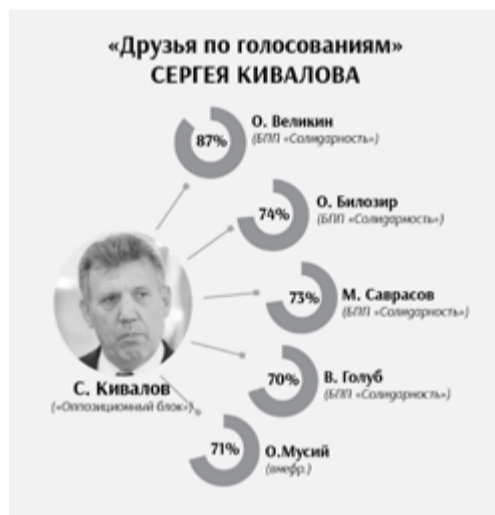 «Друзья по голосованиям»
СЕРГЕЯ КИВАЛОВА
87%
О. Великин
(БПП «Солидарность»)
74%
О. Билозир
(БПП «Солидарность»)
73%
М. Саврасов
(БПП «Солидарность»)
70%
В. Голуб
(БПП «Солидарность»)
С. Кивалов
(«Оппозиционный блок»)
71%
О.Мусий
(внефр.)